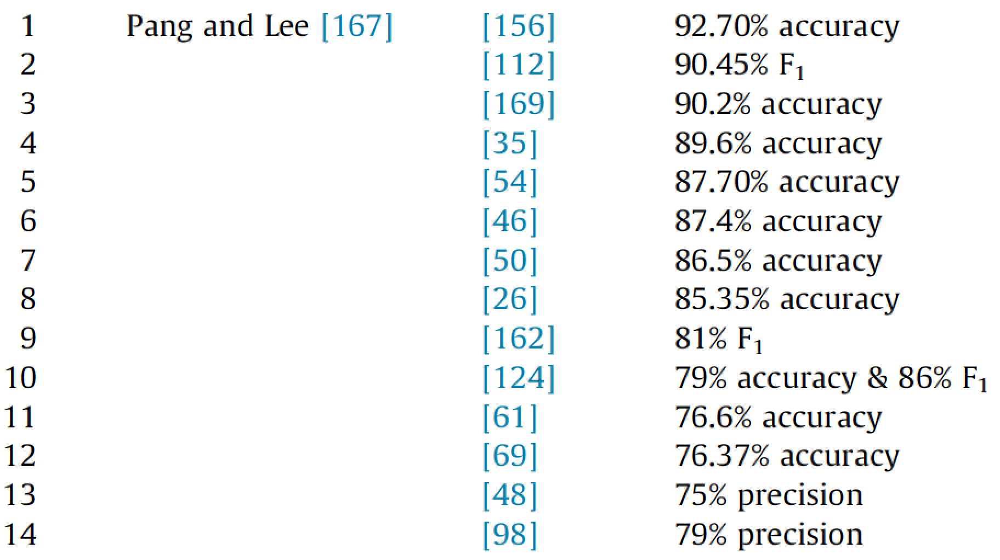 1 Pang and Lee [167] [156] 92.70% accuracy
2 [112] 90.45% F1
3 [169] 90.2% accuracy
4 [35] 89.6% accuracy
5 [54] 87.70% accuracy
6 [46] 87.4% accuracy
7 [50] 86.5% accuracy
8 [26] 85.35% accuracy
9 [162] 81% F1
10 [124] 79% accuracy & 86% F1
11 [61] 76.6% accuracy
12 [69] 76.37% accuracy
13 [48] 75% precision
14 [98] 79% precision